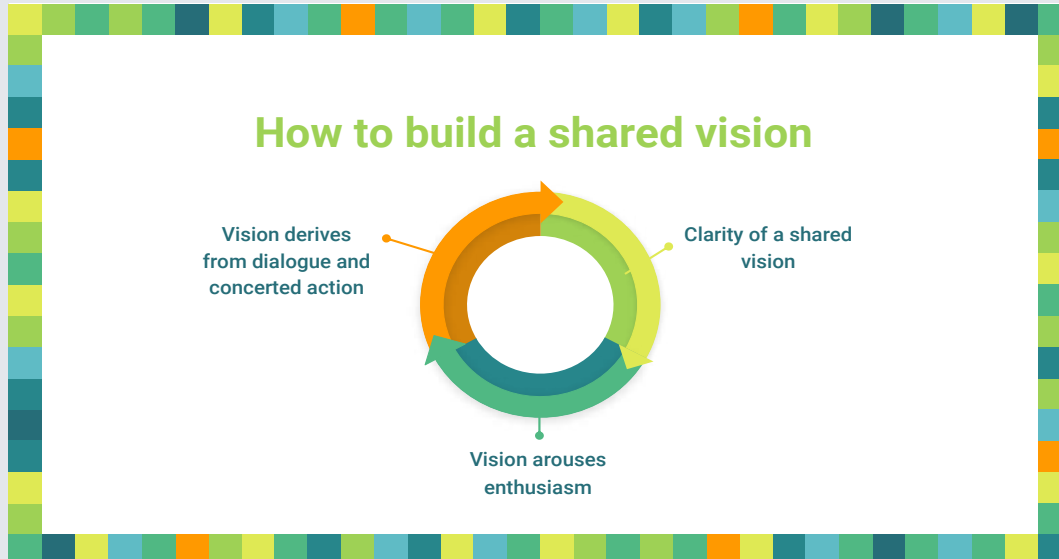 How to build a shared vision
Vision derives
from dialogue and
concerted action
Clarity of a shared
vision
Vision arouses
enthusiasm